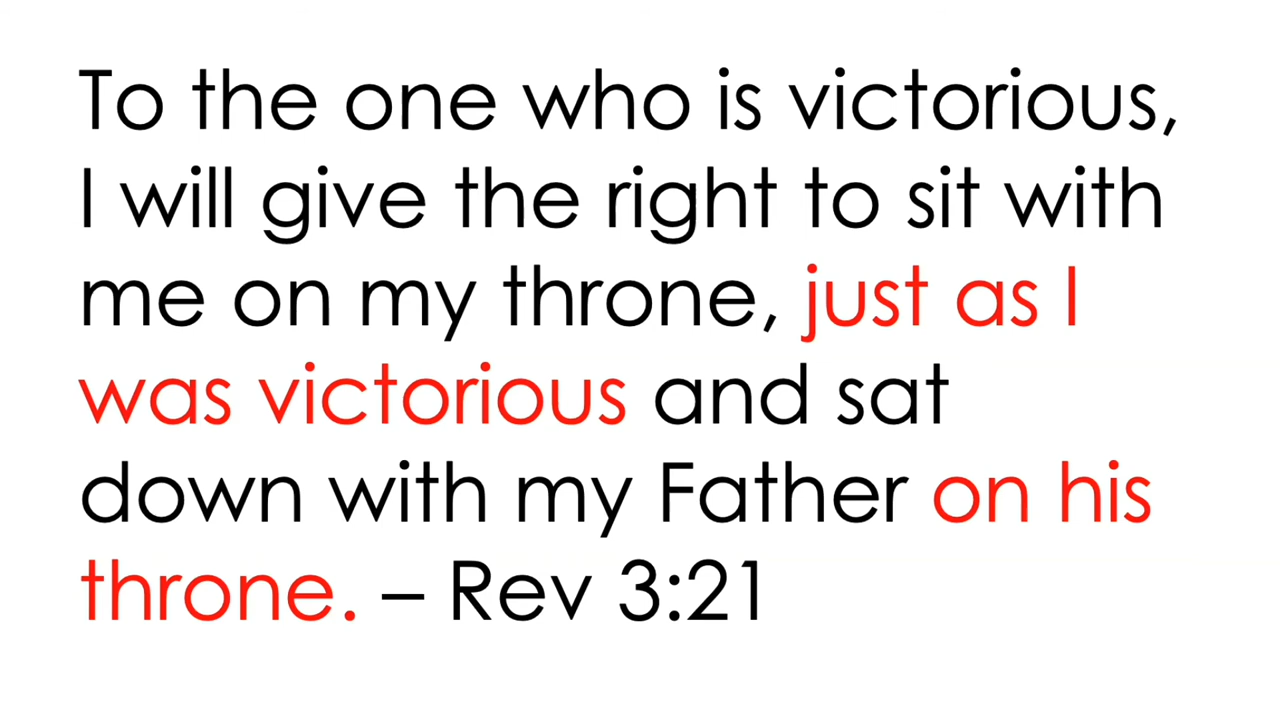 To the one who is victorious,
I will give the right to sit with
me on my throne, just as I
was victorious and sat
down with my Father on his
throne. – Rev 3:21